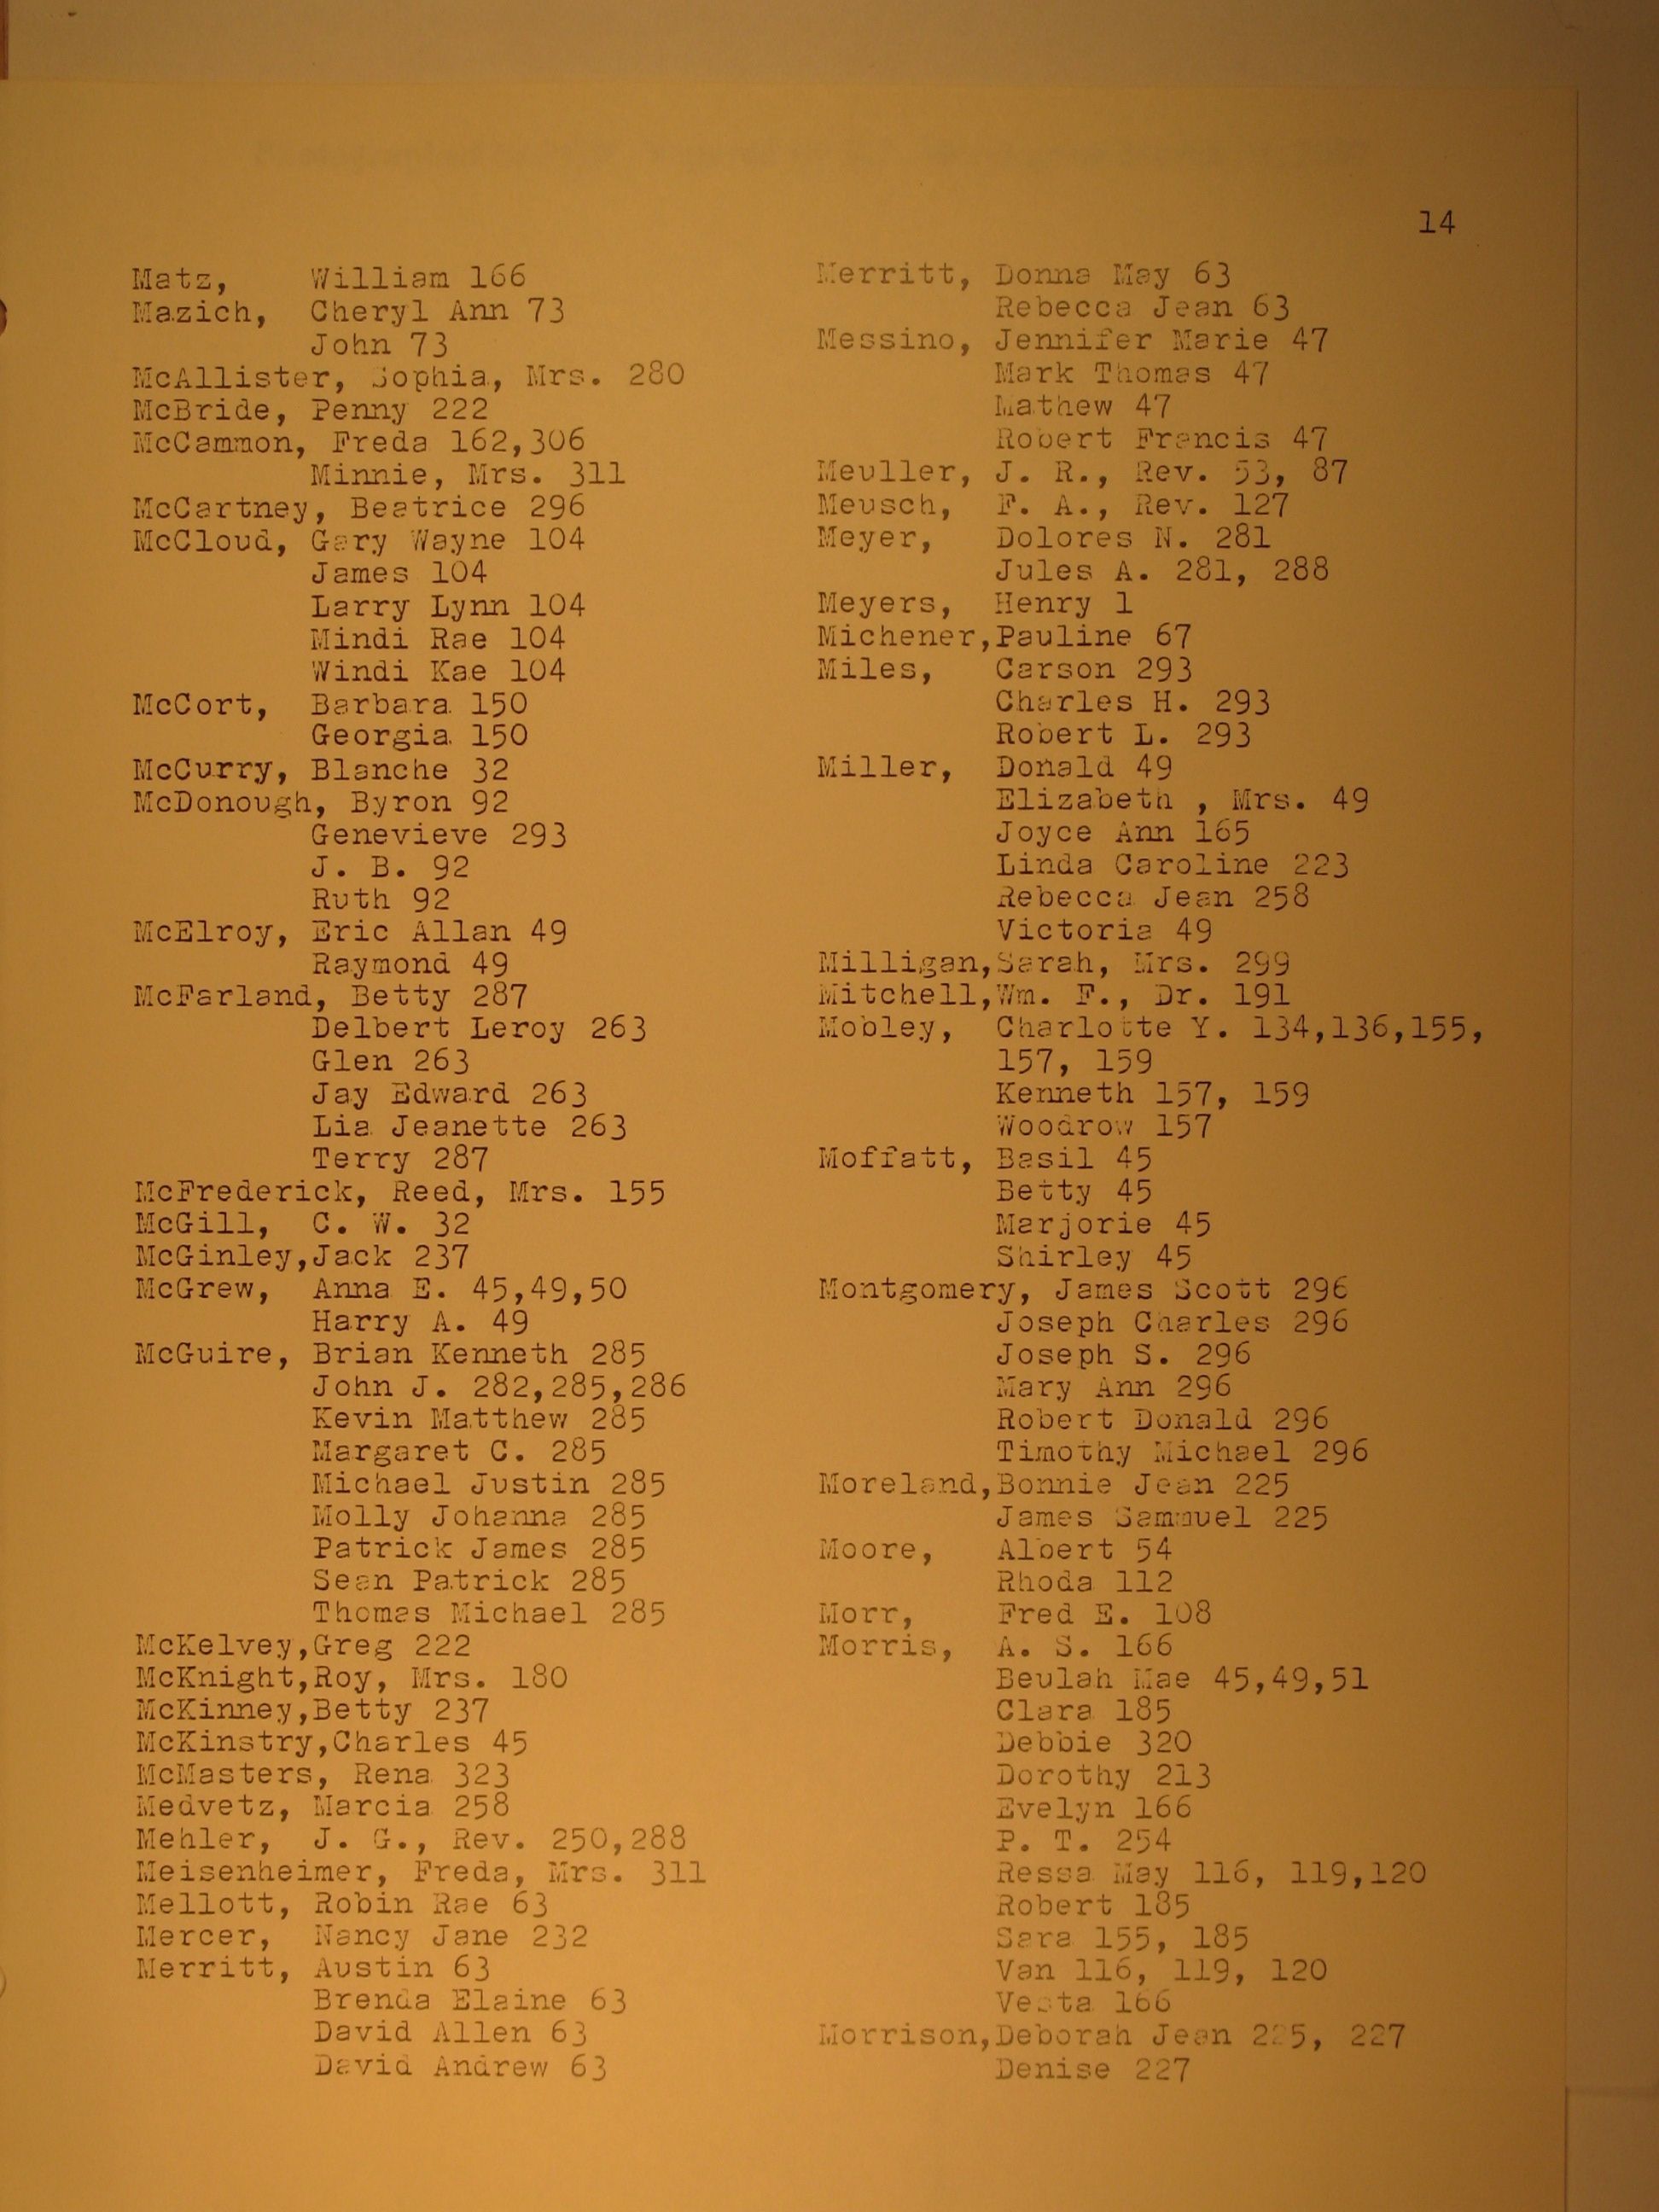 14
Matz, William 166
Mazich, Cheryl Ann 73
John 73
McAllister, Sophia, Mrs. 280
McBride, Penny 222
McCammon, Freda 162,306
Minnie, Mrs. 311
McCartney, Beatrice 296
McCloud, Gary Wayne 104
James 104
Larry Lynn 104
Mindi Rae 104
Windi Kae 104
McCort, Barbara 150
Georgia 150
McCurry, Blanche 32
McDonough, Byron 92
Genevieve 293
J. B. 92
Ruth 92
McElroy, Eric Allan 49
Raymond 49
McFarland, Betty 287
Delbert Leroy 263
Glen 263
Jay Edward 263
Lia Jeanette 263
Terry 287
McFrederick, Reed, Mrs. 155
McGill, C. W. 32
McGinley,Jack 237
McGrew, Anna E. 45,49,50
Harry A. 49
McGuire, Brian Kenneth 285
John J. 282,285,286
Kevin Matthew 285
Margaret C. 285
Michael Justin 285
Molly Johanna 285
Patrick James 285
Sean Patrick 285
Thomas Michael 285
McKelvey,Greg 222
McKnight,Roy, Mrs. 180
McKinney,Betty 237
McKinstry,Charles 45
McMasters, Rena 323
Medvetz, Marcia 258
Mehler, J. G., Rev. 250,288
Meisenheimer, Freda, Mrs. 311
Mellott, Robin Rae 63
Mercer, Nancy Jane 232
Merritt, Austin 63
Brenda Elaine 63
David Allen 63
David Andrew 63
Merritt, Donna May 63
Rebecca Jean 63
Messino, Jennifer Marie 47
Mark Thomas 47
Mathew 47
Robert Francis 47
Meuller, J. R., Rev. 53, 87
Meusch, F. A., Rev. 127
Meyer, Dolores N. 281
Jules A. 281, 288
Meyers, Henry 1
Michener,Pauline 67
Miles, Carson 293
Charles H. 293
Robert L. 293
Miller, Donald 49
Elizabeth , Mrs. 49
Joyce Ann 165
Linda Caroline 223
Rebecca Jean 258
Victoria 49
Milligan,Sarah, Mrs. 299
Mitchell,Wm. F., Dr. 191
Mobley, Charlotte Y. 134,136,155,
157, 159
Kenneth 157, 159
Woodrow 157
Moffatt, Basil 45
Betty 45
Marjorie 45
Shirley 45
Montgomery, James Scott 296
Joseph Charles 296
Joseph S. 296
Mary Ann 296
Robert Donald 296
Timothy Michael 296
Moreland,Bonnie Jean 225
James Sammuel 225
Moore, Albert 54
Rhoda 112
Morr, Fred E. 108
Morris, A. S. 166
Beulah Mae 45,49,51
Clara 185
Debbie 320
Dorothy 213
Evelyn 166
P. T. 254
Ressa May 116, 119,120
Robert 185
Sara 155, 185
Van 116, 119, 120
Vesta 166
Morrison,Deborah Jean 225, 227
Denise 227